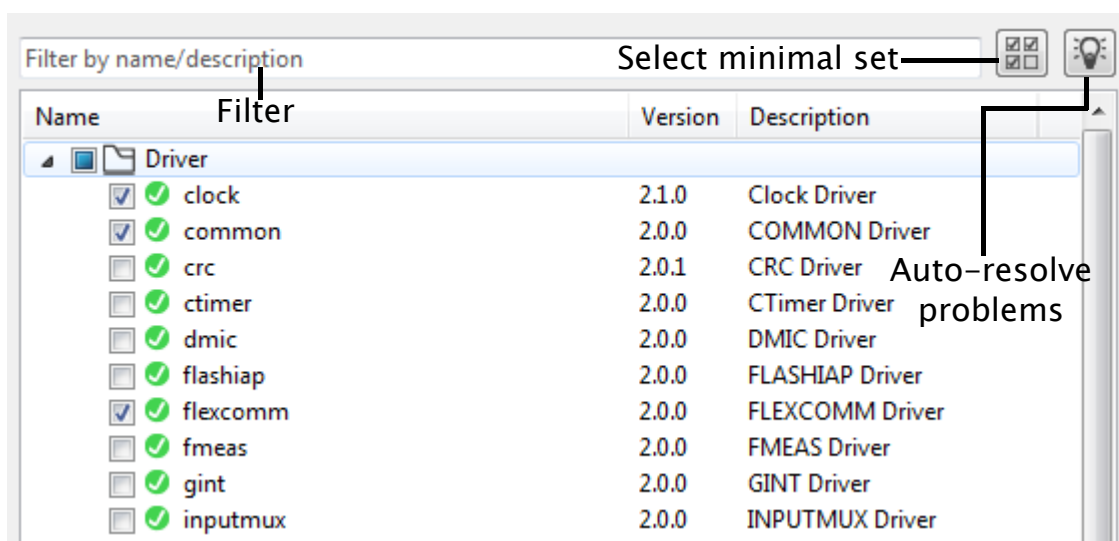 Filter by name/description
Select minimal set
Filter
Name Version Description
Driver
clock 2.1.0 Clock Driver
common 2.0.0 COMMON Driver
crc 2.0.1 CRC Driver
Auto-resolve
problems
ctimer 2.0.0 CTimer Driver
dmic 2.0.0 DMIC Driver
flashiap 2.0.0 FLASHIAP Driver
flexcomm 2.0.0 FLEXCOMM Driver
fmeas 2.0.0 FMEAS Driver
gint 2.0.0 GINT Driver
inputmux 2.0.0 INPUTMUX Driver